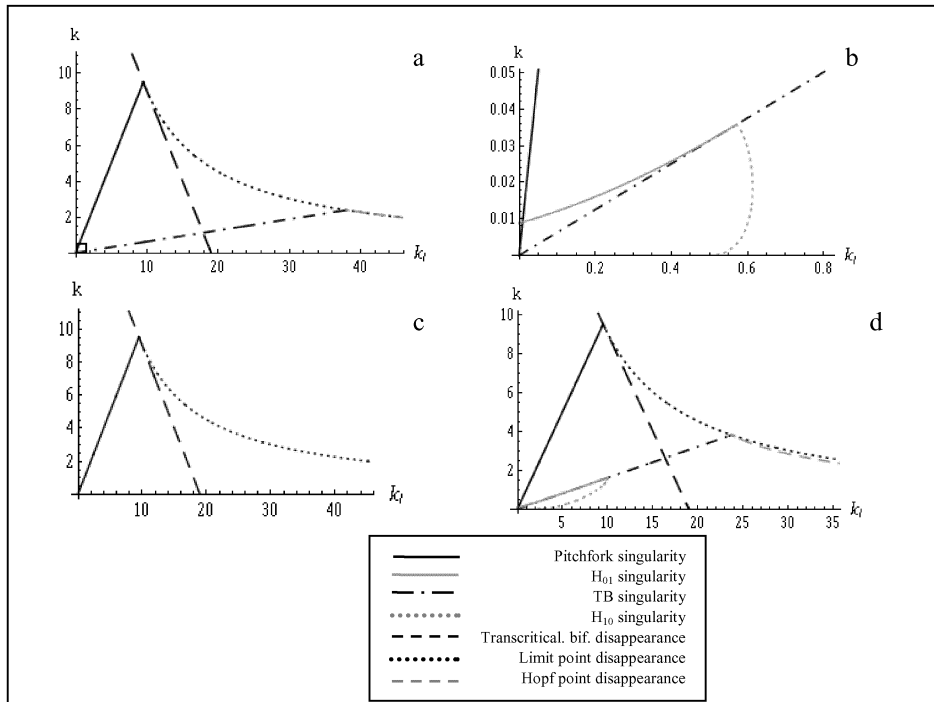 k
a
10
8
6
4
2
10
20
30
40
k_l
k
b
0.05
0.04
0.03
0.02
0.01
0.2
0.4
0.6
0.8
k_l
k
c
10
8
6
4
2
10
20
30
40
k_l
k
d
10
8
6
4
2
5
10
15
20
25
30
35
k_l
Pitchfork singularity
H₀₁ singularity
TB singularity
H₁₀ singularity
Transcritical. bif. disappearance
Limit point disappearance
Hopf point disappearance